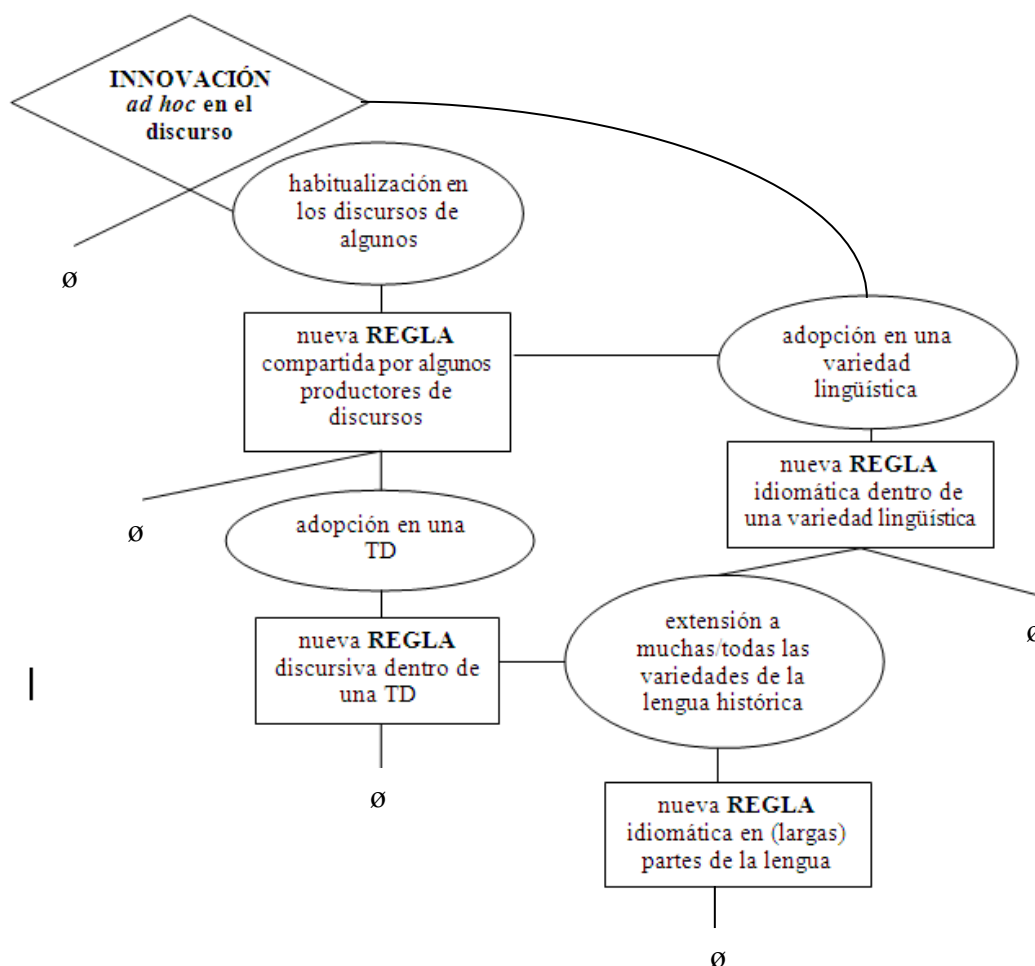 INNOVACIÓN
ad hoc en el
discurso
habitualización en
los discursos de
algunos
ø
nueva REGLA
compartida por algunos
productores de
discursos
adopción en una
variedad
lingüística
nueva REGLA
idiomática dentro de
una variedad lingüística
ø
adopción en una
TD
nueva REGLA
discursiva dentro de
una TD
extensión a
muchas/todas las
variedades de la
lengua histórica
ø
ø
nueva REGLA
idiomática en (largas)
partes de la lengua
ø